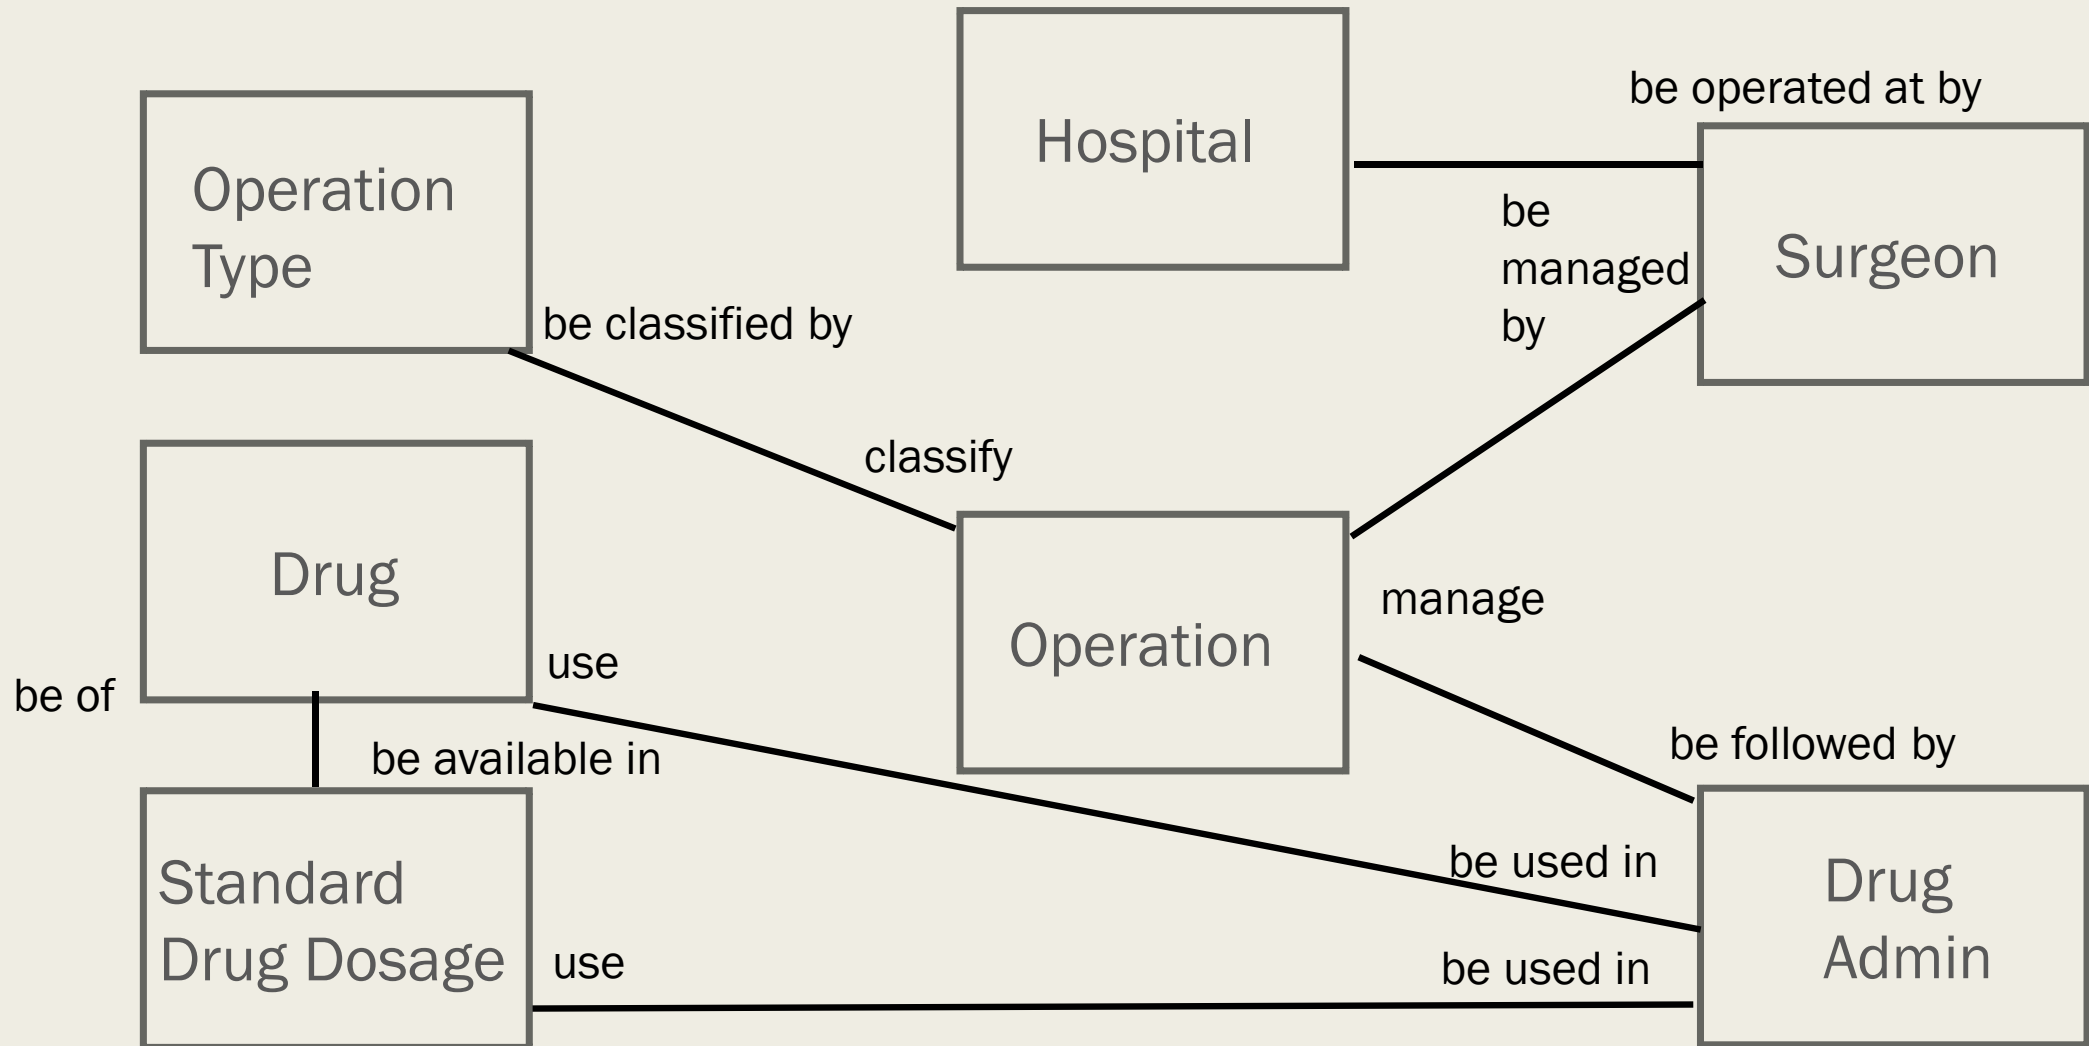 be operated at by
Hospital
Operation
Type
be
managed
by
Surgeon
be classified by
classify
Drug
manage
Operation
use
be of
be followed by
be available in
be used in
Standard
Drug Dosage
Drug
Admin
use
be used in